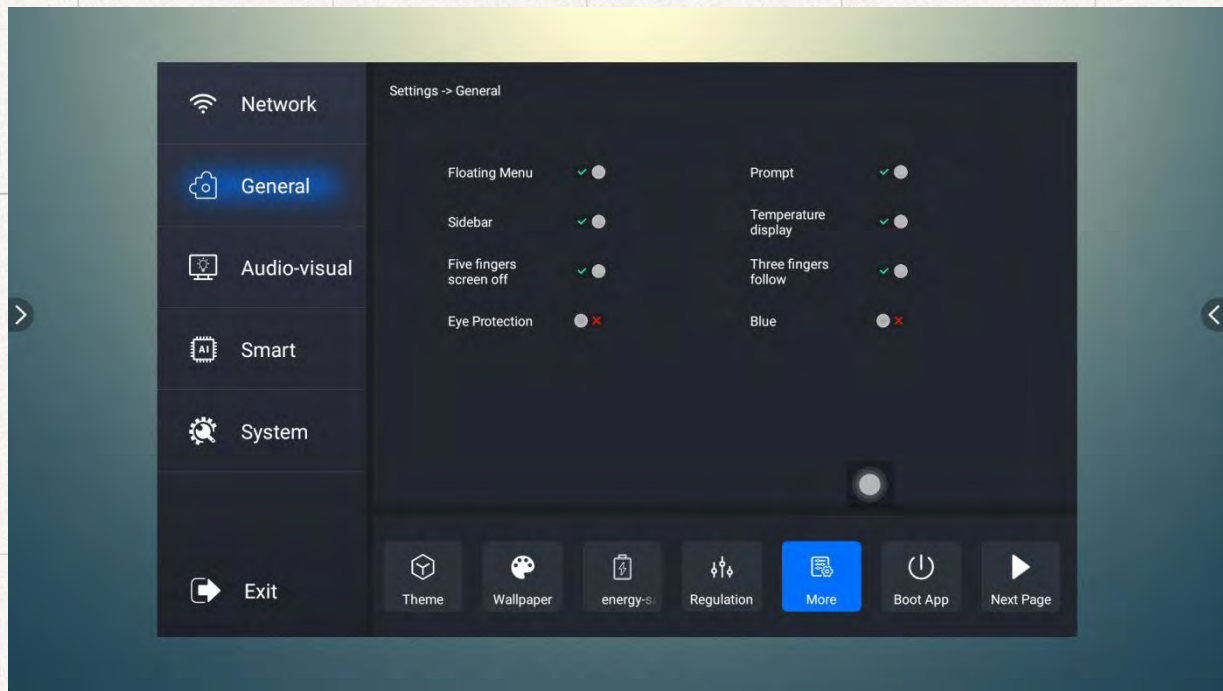 Network
General
Audio-visual
Smart
System
Exit
Settings -> General
Floating Menu
Prompt
Sidebar
Temperature
display
Five fingers
screen off
Three fingers
follow
Eye Protection
Blue
AI
Theme
Wallpaper
energy-s
Regulation
More
Boot App
Next Page